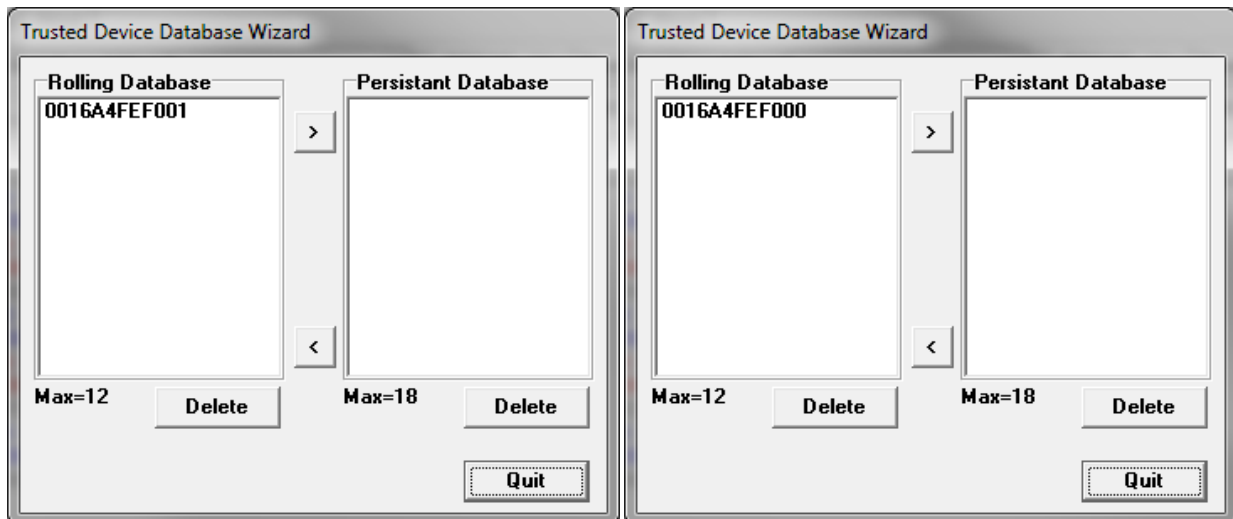 Trusted Device Database Wizard
Rolling Database
Persistant Database
0016A4FEF001
>
<
Max=12
Delete
Max=18
Delete
Quit
Trusted Device Database Wizard
Rolling Database
Persistant Database
0016A4FEF000
>
<
Max=12
Delete
Max=18
Delete
Quit